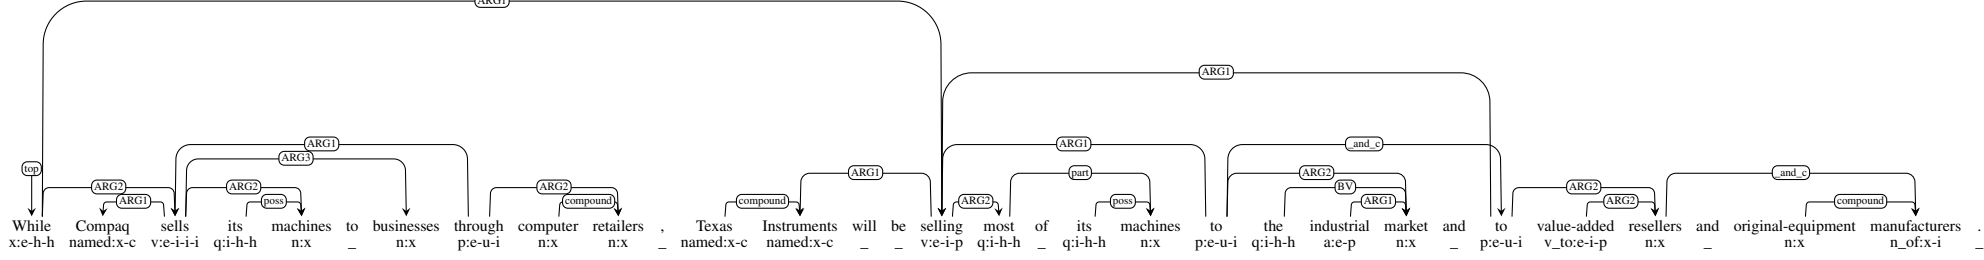 ARG1
ARG1
ARG1 ARG1 _and_c
ARG3
top ARG1 part ARG2 _and_c
ARG2 ARG2 ARG2 BV ARG2
ARG1 poss compound compound ARG2 poss ARG1 ARG2 compound
While Compaq sells its machines to businesses through computer retailers , Texas Instruments will be selling most of its machines to the industrial market and to value-added resellers and original-equipment manufacturers .
x:e-h-h named:x-c v:e-i-i-i q:i-h-h n:x _ n:x p:e-u-i n:x n:x _ named:x-c named:x-c _ _ v:e-i-p q:i-h-h _ q:i-h-h n:x p:e-u-i q:i-h-h a:e-p n:x _ p:e-u-i v_to:e-i-p n:x _ n:x n_of:x-i _